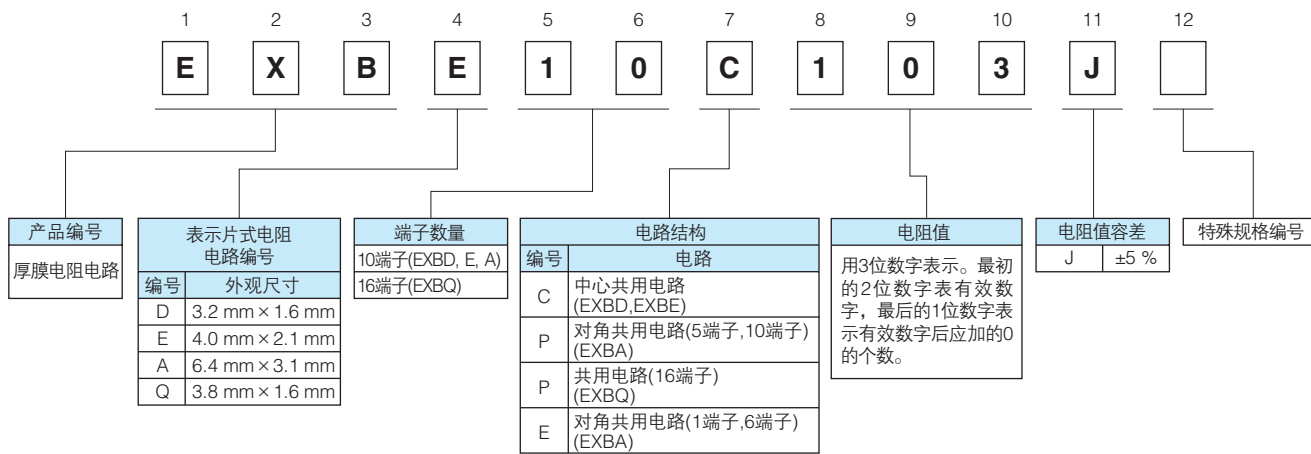 1 2 3 4 5 6 7 8 9 10 11 12
E X B E 1 0 C 1 0 3 J
产品编号
厚膜电阻电路
表示片式电阻
电路编号
编号 外观尺寸
D 3.2 mm × 1.6 mm
E 4.0 mm × 2.1 mm
A 6.4 mm × 3.1 mm
Q 3.8 mm × 1.6 mm
端子数量
10端子(EXBD, E, A)
16端子(EXBQ)
电路结构
编号 电路
C 中心共用电路
(EXBD,EXBE)
P 对角共用电路(5端子,10端子)
(EXBA)
P 共用电路(16端子)
(EXBQ)
E 对角共用电路(1端子,6端子)
(EXBA)
电阻值
用3位数字表示。最初
的2位数字表有效数
字，最后的1位数字表
示有效数字后应加的0
的个数。
电阻值容差
J ±5 %
特殊规格编号